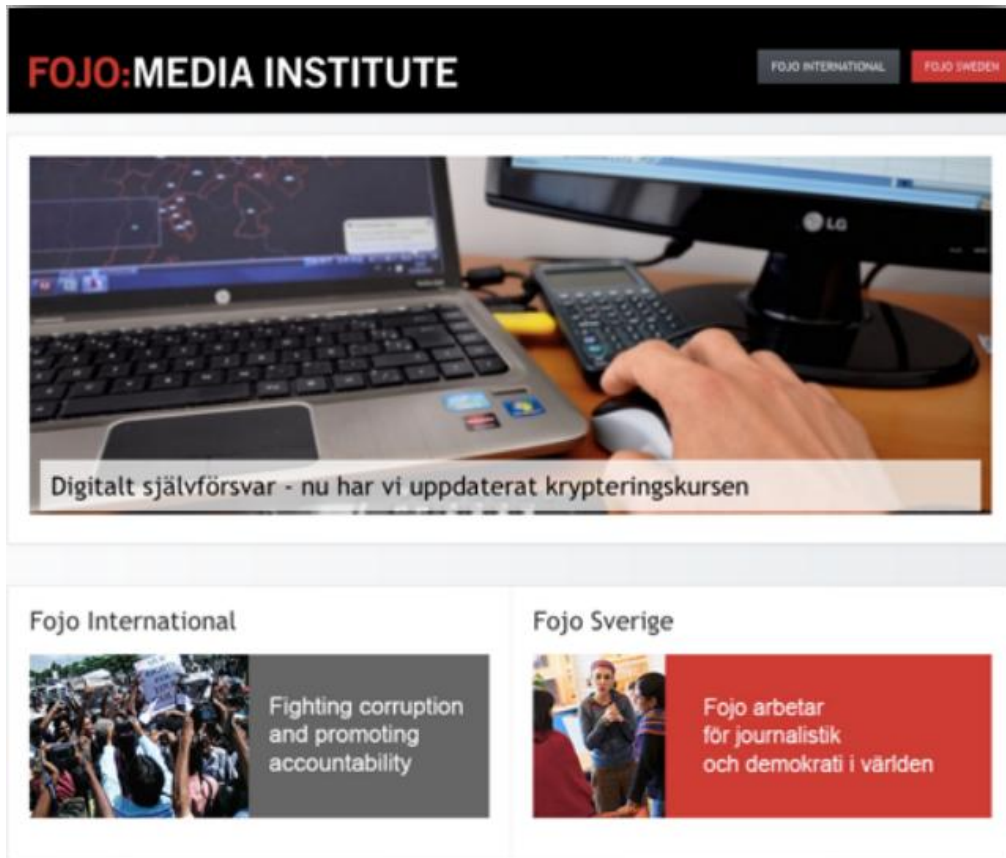 FOJO:MEDIA INSTITUTE
FOJO INTERNATIONAL
FOJO SWEDEN
LG
Digitalt självförsvar - nu har vi uppdaterat krypteringskursen
Fojo International
Fojo Sverige
Fighting corruption
and promoting
accountability
Fojo arbetar
för journalistik
och demokrati i världen